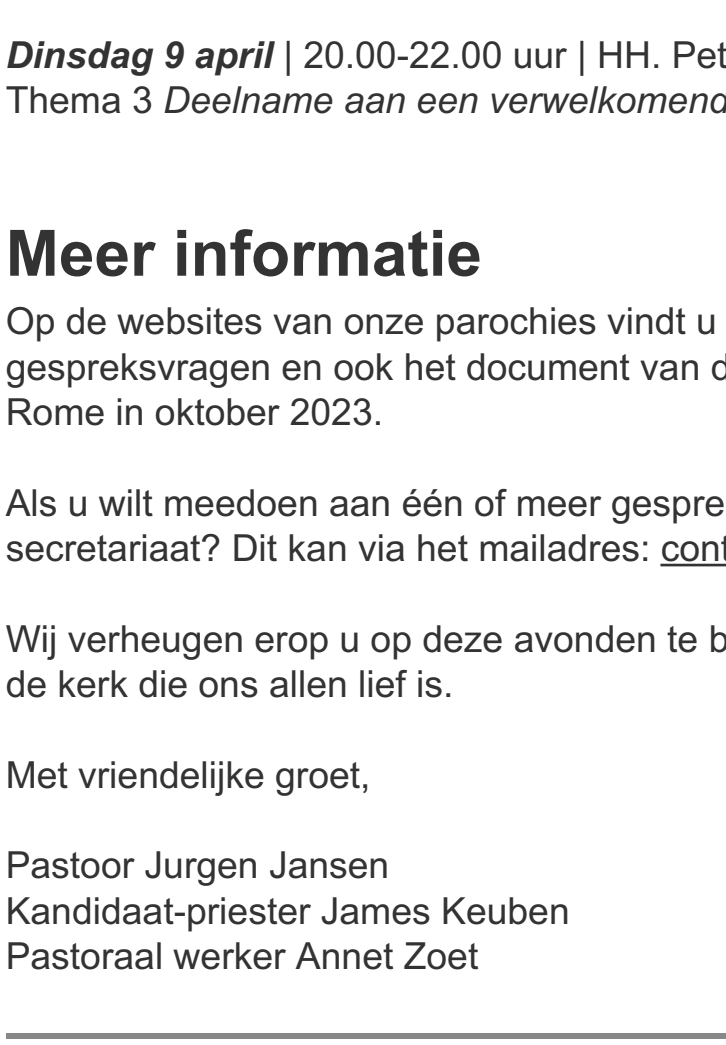 Dinsdag 9 april | 20.00-22.00 uur | HH. Pet
Thema 3 Deelname aan een verwelkomend
Meer informatie
Op de websites van onze parochies vindt u
gespreksvragen en ook het document van d
Rome in oktober 2023.
Als u wilt meedoen aan één of meer gespre
secretariaat? Dit kan via het mailadres: cont
Wij verheugen erop u op deze avonden te b
de kerk die ons allen lief is.
Met vriendelijke groet,
Pastoor Jurgen Jansen
Kandidaat-priester James Keuben
Pastoraal werker Annet Zoet